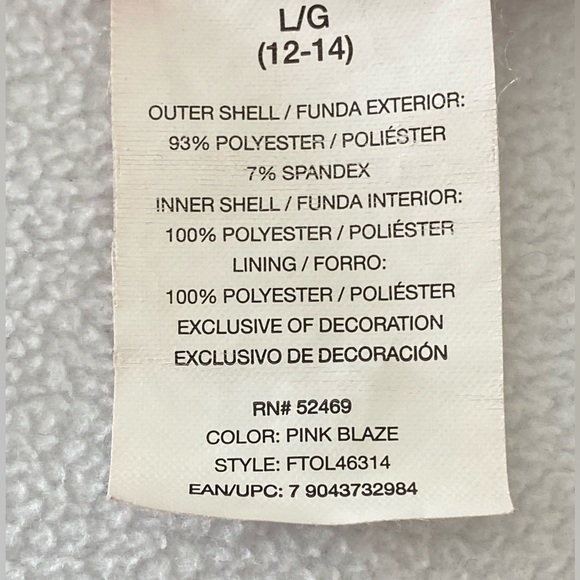 L/G
(12-14)
OUTER SHELL / FUNDA EXTERIOR:
93% POLYESTER / POLIÉSTER
7% SPANDEX
INNER SHELL / FUNDA INTERIOR:
100% POLYESTER / POLIÉSTER
LINING / FORRO:
100% POLYESTER / POLIÉSTER
EXCLUSIVE OF DECORATION
EXCLUSIVO DE DECORACIÓN
RN# 52469
COLOR: PINK BLAZE
STYLE: FTOL46314
EAN/UPC: 7 9043732984